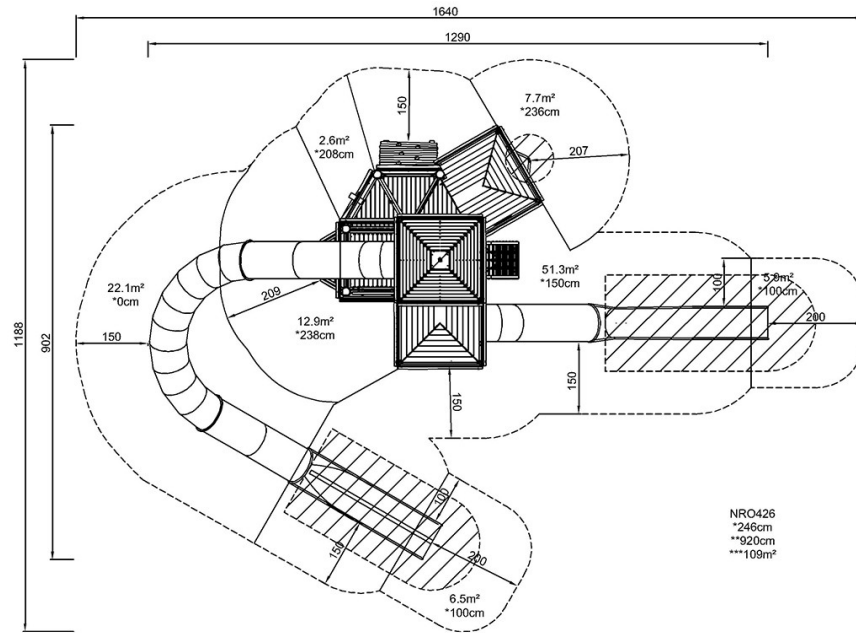 1640
1290
7.7m²
*236cm
150
2.6m²
*208cm
207
22.1m²
*0cm
51.3m²
*150cm
100
5.9m²
*100cm
209
12.9m²
*238cm
200
150
1188
902
150
150
100
150
200
6.5m²
*100cm
NRO426
*246cm
**920cm
***109m²